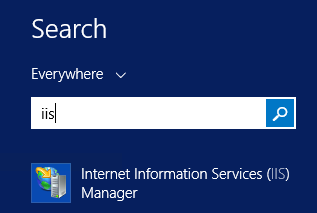 Search
Everywhere
iis
Internet Information Services (IIS)
Manager